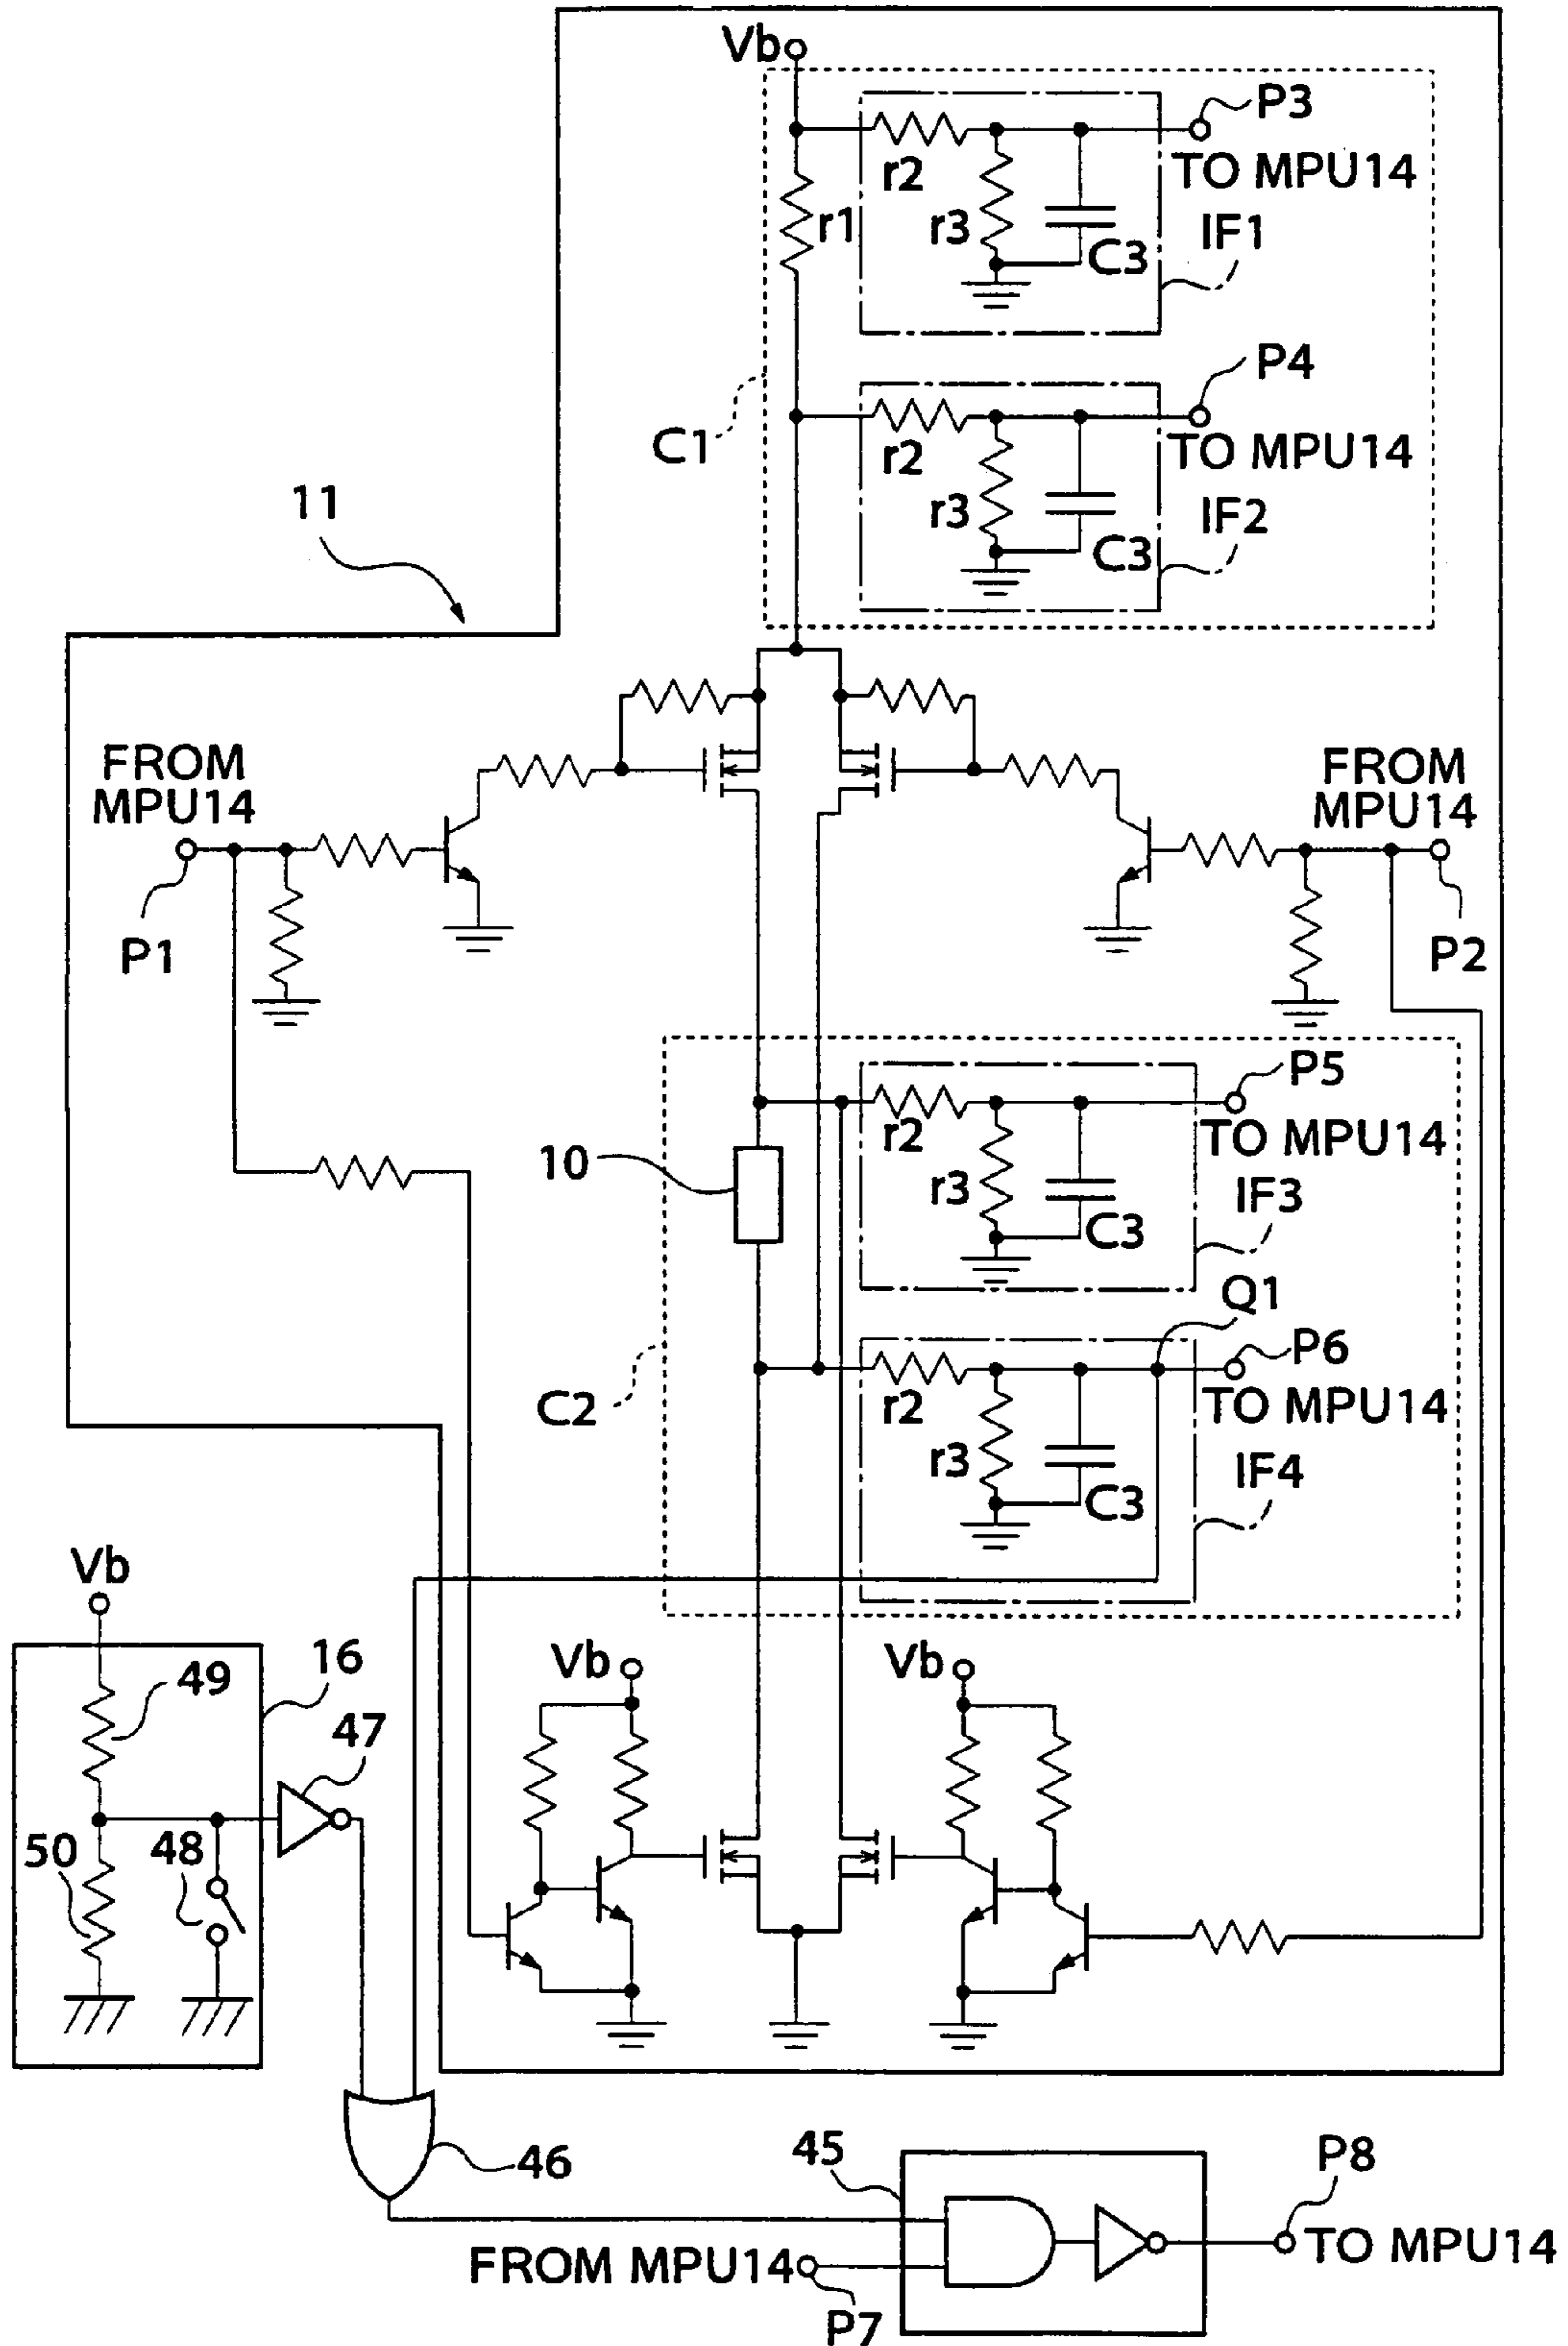 Vb
P3
TO MPU14
r2
r1
r3
C3
IF1
P4
C1
r2
TO MPU14
r3
IF2
C3
11
FROM
MPU14
FROM
MPU14
P1
P2
P5
r2
TO MPU14
10
r3
IF3
C3
Q1
P6
C2
r2
TO MPU14
r3
IF4
C3
Vb
Vb
Vb
49
16
47
50
48
46
45
P8
FROM MPU14
TO MPU14
P7